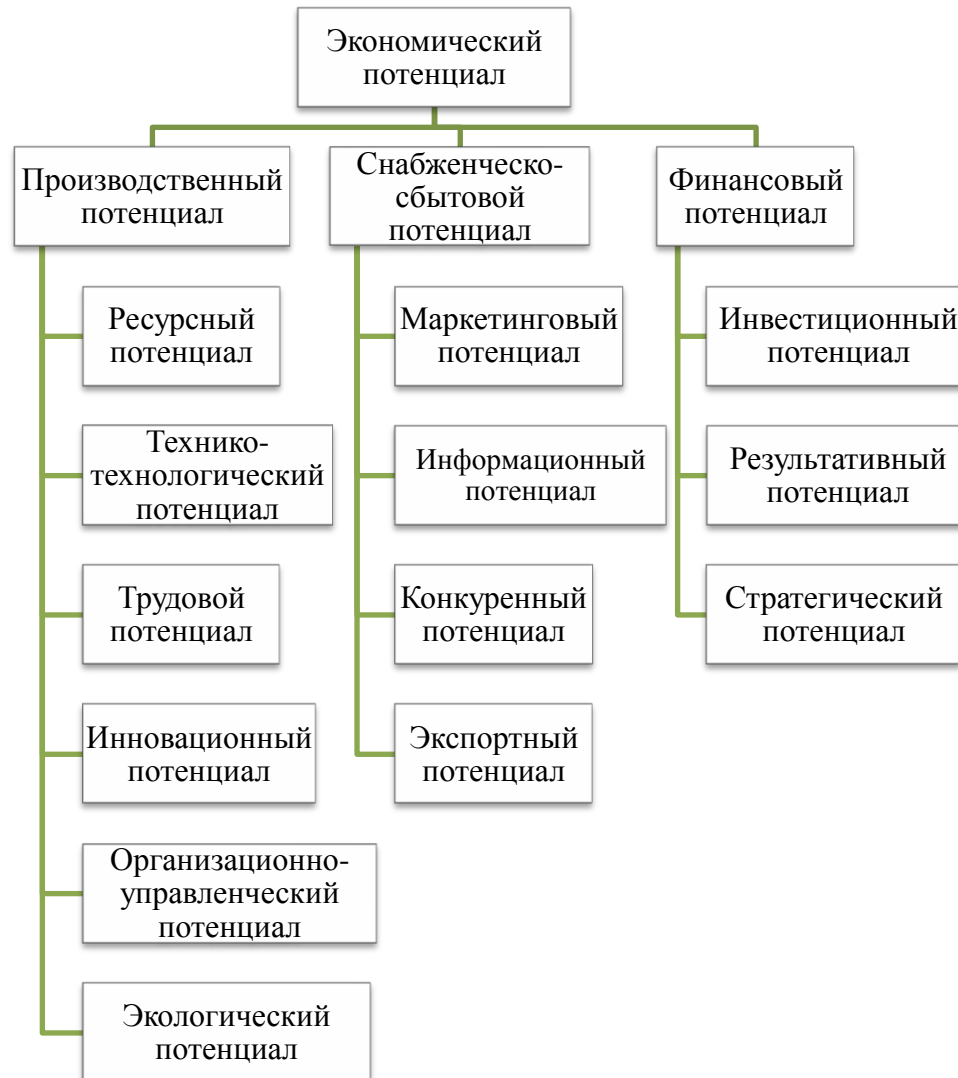 Экономический
потенциал
Производственный
потенциал
Ресурсный
потенциал
Технико-
технологический
потенциал
Трудовой
потенциал
Инновационный
потенциал
Организационно-
управленческий
потенциал
Экологический
потенциал
Снабженческо-
сбытовой
потенциал
Маркетинговый
потенциал
Информационный
потенциал
Конкуренный
потенциал
Экспортный
потенциал
Финансовый
потенциал
Инвестиционный
потенциал
Результативный
потенциал
Стратегический
потенциал